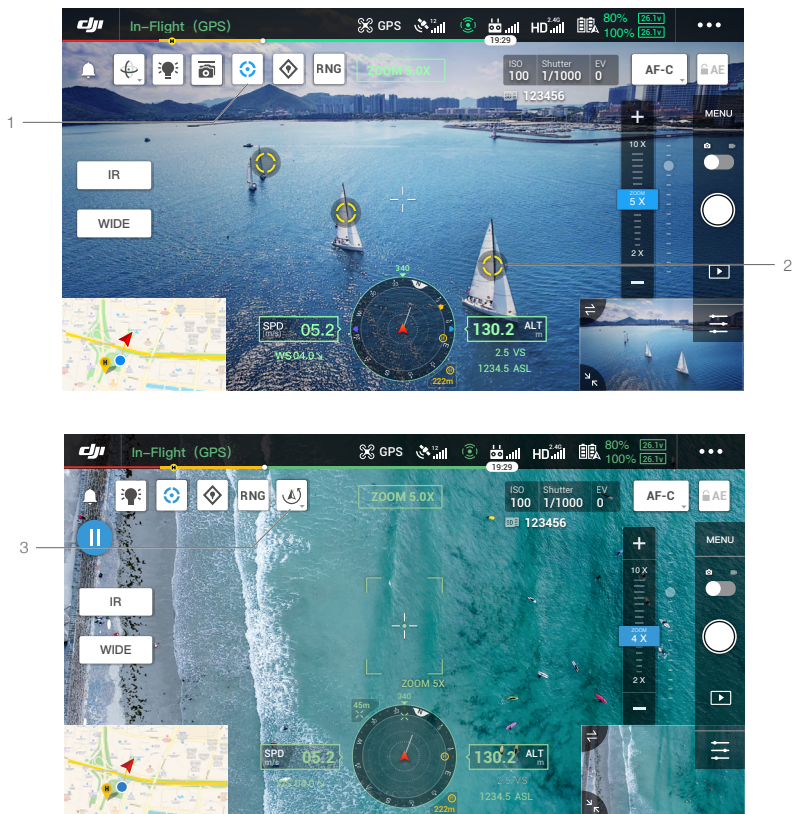 dji In-Flight (GPS) GPS 12 2.4G HD 80% 26.1v 100% 26.1v
19:29
RNG ZOOM 5.0X ISO 100 Shutter 1/1000 EV 0 AF-C AE
123456
1
MENU
10 X
IR
ZOOM
5 X
WIDE
2 X
2
340
N
E
S
W
SPD (m/s) 05.2 130.2 ALT m
WS 04.0 2.5 VS
1234.5 ASL
H
222m
dji In-Flight (GPS) GPS 12 2.4G HD 80% 26.1v 100% 26.1v
19:29
RNG ZOOM 5.0X ISO 100 Shutter 1/1000 EV 0 AF-C AE
123456
3
MENU
10 X
IR
ZOOM
4 X
WIDE
2 X
ZOOM 5X
340
45m
N
SPD m/s 05.2 130.2 ALT m
2.5 VS
1234.5 ASL
H
222m